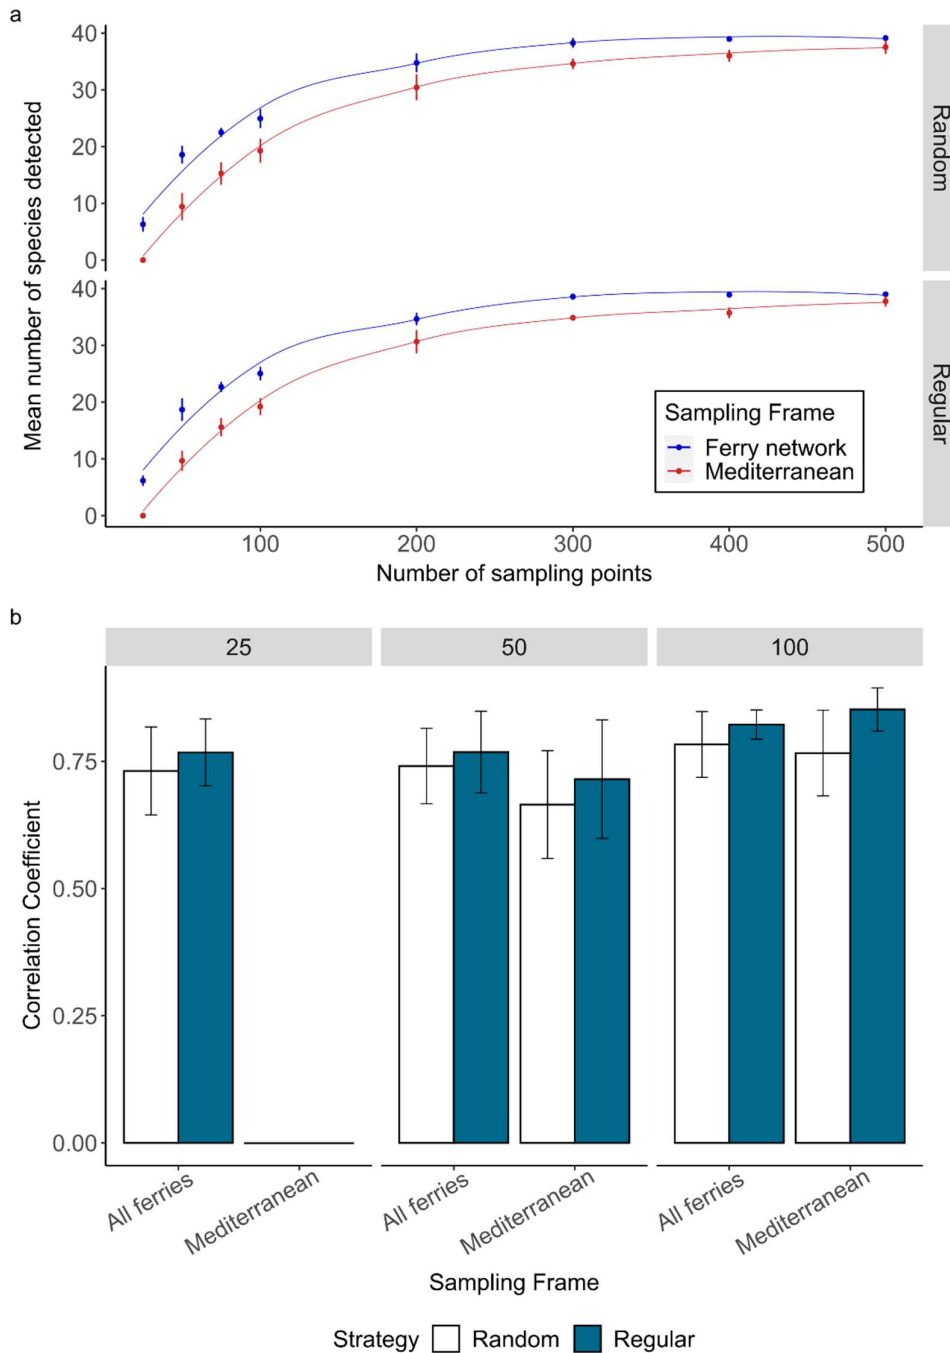 a
Mean number of species detected
40
30
20
10
0
Random
40
30
20
10
0
Regular
Sampling Frame
Ferry network
Mediterranean
100 200 300 400 500
Number of sampling points
b
25 50 100
Correlation Coefficient
0.75
0.50
0.25
0.00
All ferries Mediterranean All ferries Mediterranean All ferries Mediterranean
Sampling Frame
Strategy Random Regular